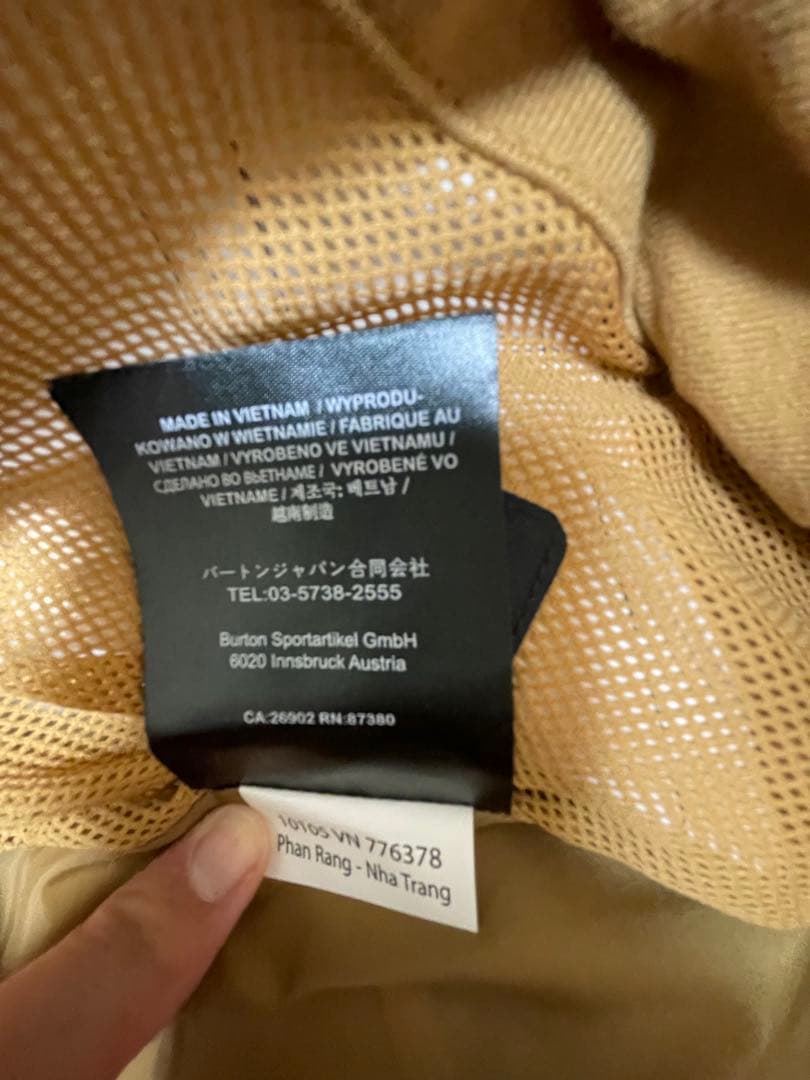 MADE IN VIETNAM / WYPRODU-
KOWANO W WIETNAMIE / FABRIQUE AU
VIETNAM / VYROBENO VE VIETNAMU /
СДЕЛАНО ВО ВЬЕТНАМЕ / VYROBENÉ VO
VIETNAME / 제조국: 베트남 /
越南制造
バートンジャパン合同会社
TEL:03-5738-2555
Burton Sportartikel GmbH
6020 Innsbruck Austria
CA:26902 RN:87380
10105 VN 776378
Phan Rang - Nha Trang